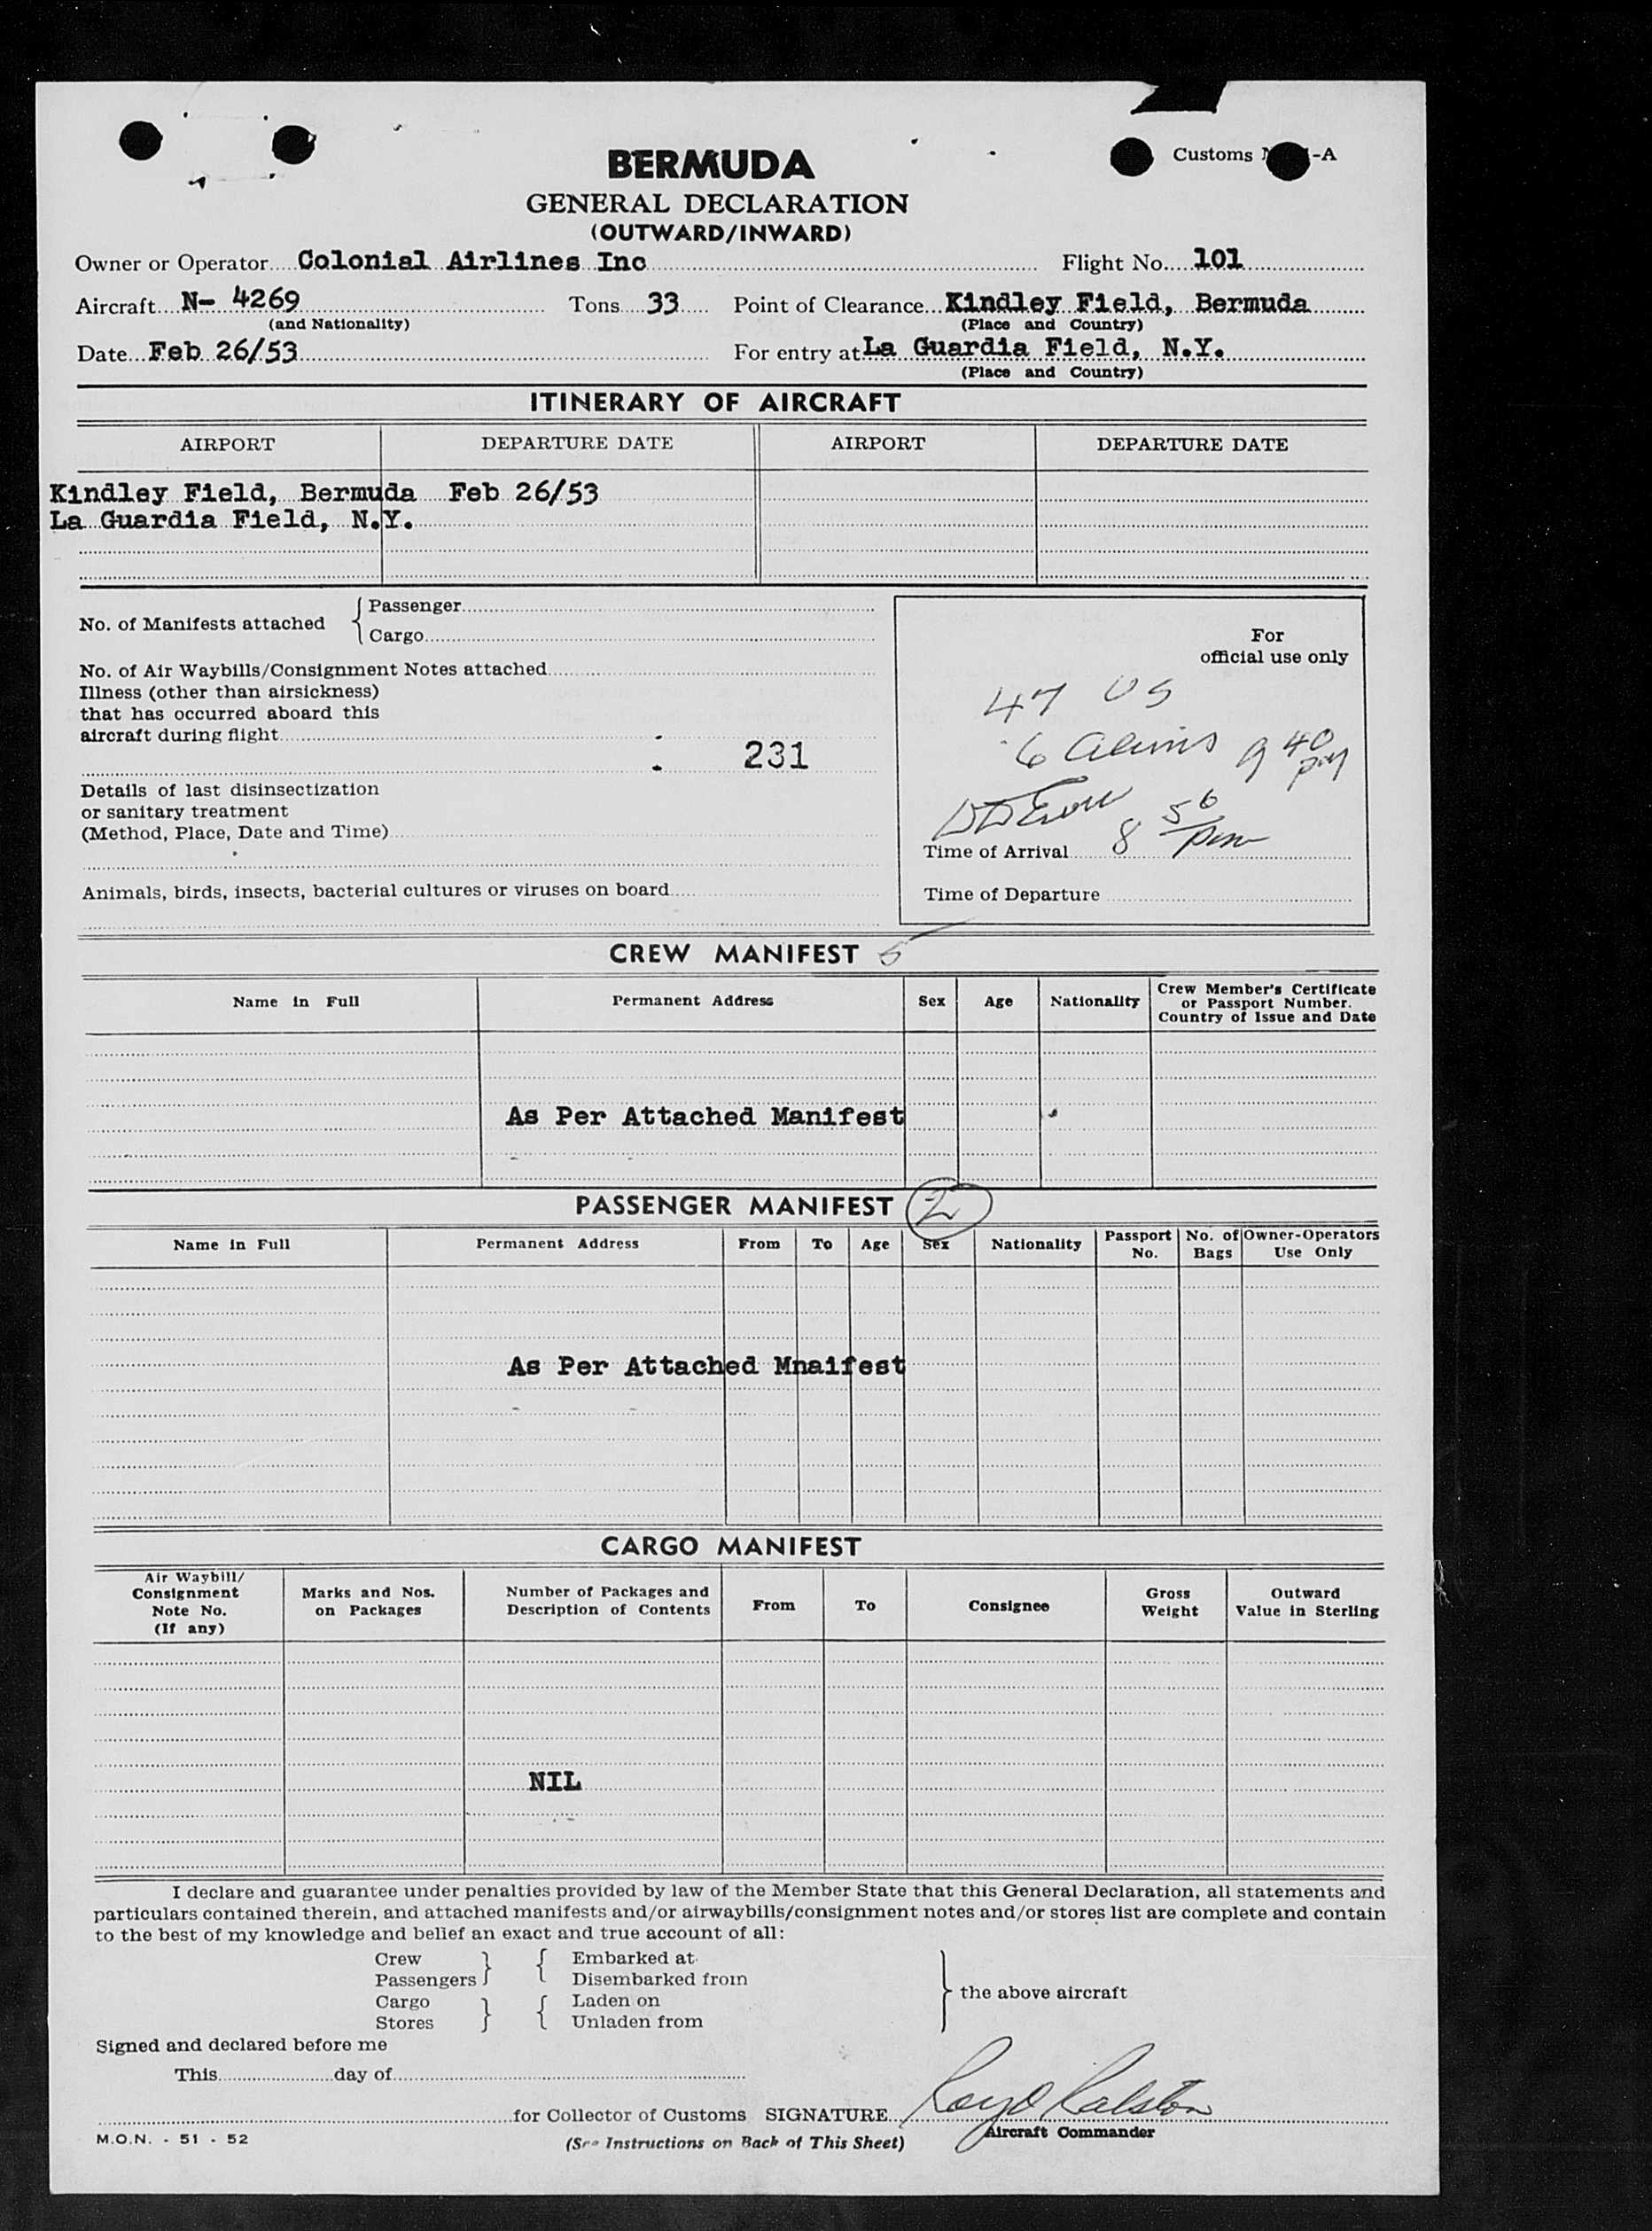 BERMUDA
Customs -A
GENERAL DECLARATION
(OUTWARD/INWARD)
Owner or Operator Colonial Airlines Inc Flight No. 101
Aircraft N- 4269 Tons 33 Point of Clearance Kindley Field, Bermuda
(and Nationality) (Place and Country)
Date Feb 26/53 For entry at La Guardia Field, N.Y.
(Place and Country)
ITINERARY OF AIRCRAFT
AIRPORT DEPARTURE DATE AIRPORT DEPARTURE DATE
Kindley Field, Bermuda Feb 26/53
La Guardia Field, N.Y.
No. of Manifests attached
Passenger
Cargo
No. of Air Waybills/Consignment Notes attached
Illness (other than airsickness)
that has occurred aboard this
aircraft during flight
231
Details of last disinsectization
or sanitary treatment
(Method, Place, Date and Time)
Animals, birds, insects, bacterial cultures or viruses on board
For
official use only
47 US
6 aliens 9 40 pm
Time of Arrival 8 56 pm
Time of Departure
CREW MANIFEST 5
Name in Full Permanent Address Sex Age Nationality Crew Member's Certificate or Passport Number. Country of Issue and Date
As Per Attached Manifest
PASSENGER MANIFEST 2
Name in Full Permanent Address From To Age Sex Nationality Passport No. No. of Bags Owner-Operators Use Only
As Per Attached Mnaifest
CARGO MANIFEST
Air Waybill/ Consignment Note No. (If any) Marks and Nos. on Packages Number of Packages and Description of Contents From To Consignee Gross Weight Outward Value in Sterling
NIL
I declare and guarantee under penalties provided by law of the Member State that this General Declaration, all statements and
particulars contained therein, and attached manifests and/or airwaybills/consignment notes and/or stores list are complete and contain
to the best of my knowledge and belief an exact and true account of all:
Crew Embarked at
Passengers Disembarked from
Cargo Laden on
Stores Unladen from
the above aircraft
Signed and declared before me
This day of
for Collector of Customs SIGNATURE Loyd Ralston
Aircraft Commander
M.O.N. - 51 - 52
(See Instructions on Back of This Sheet)